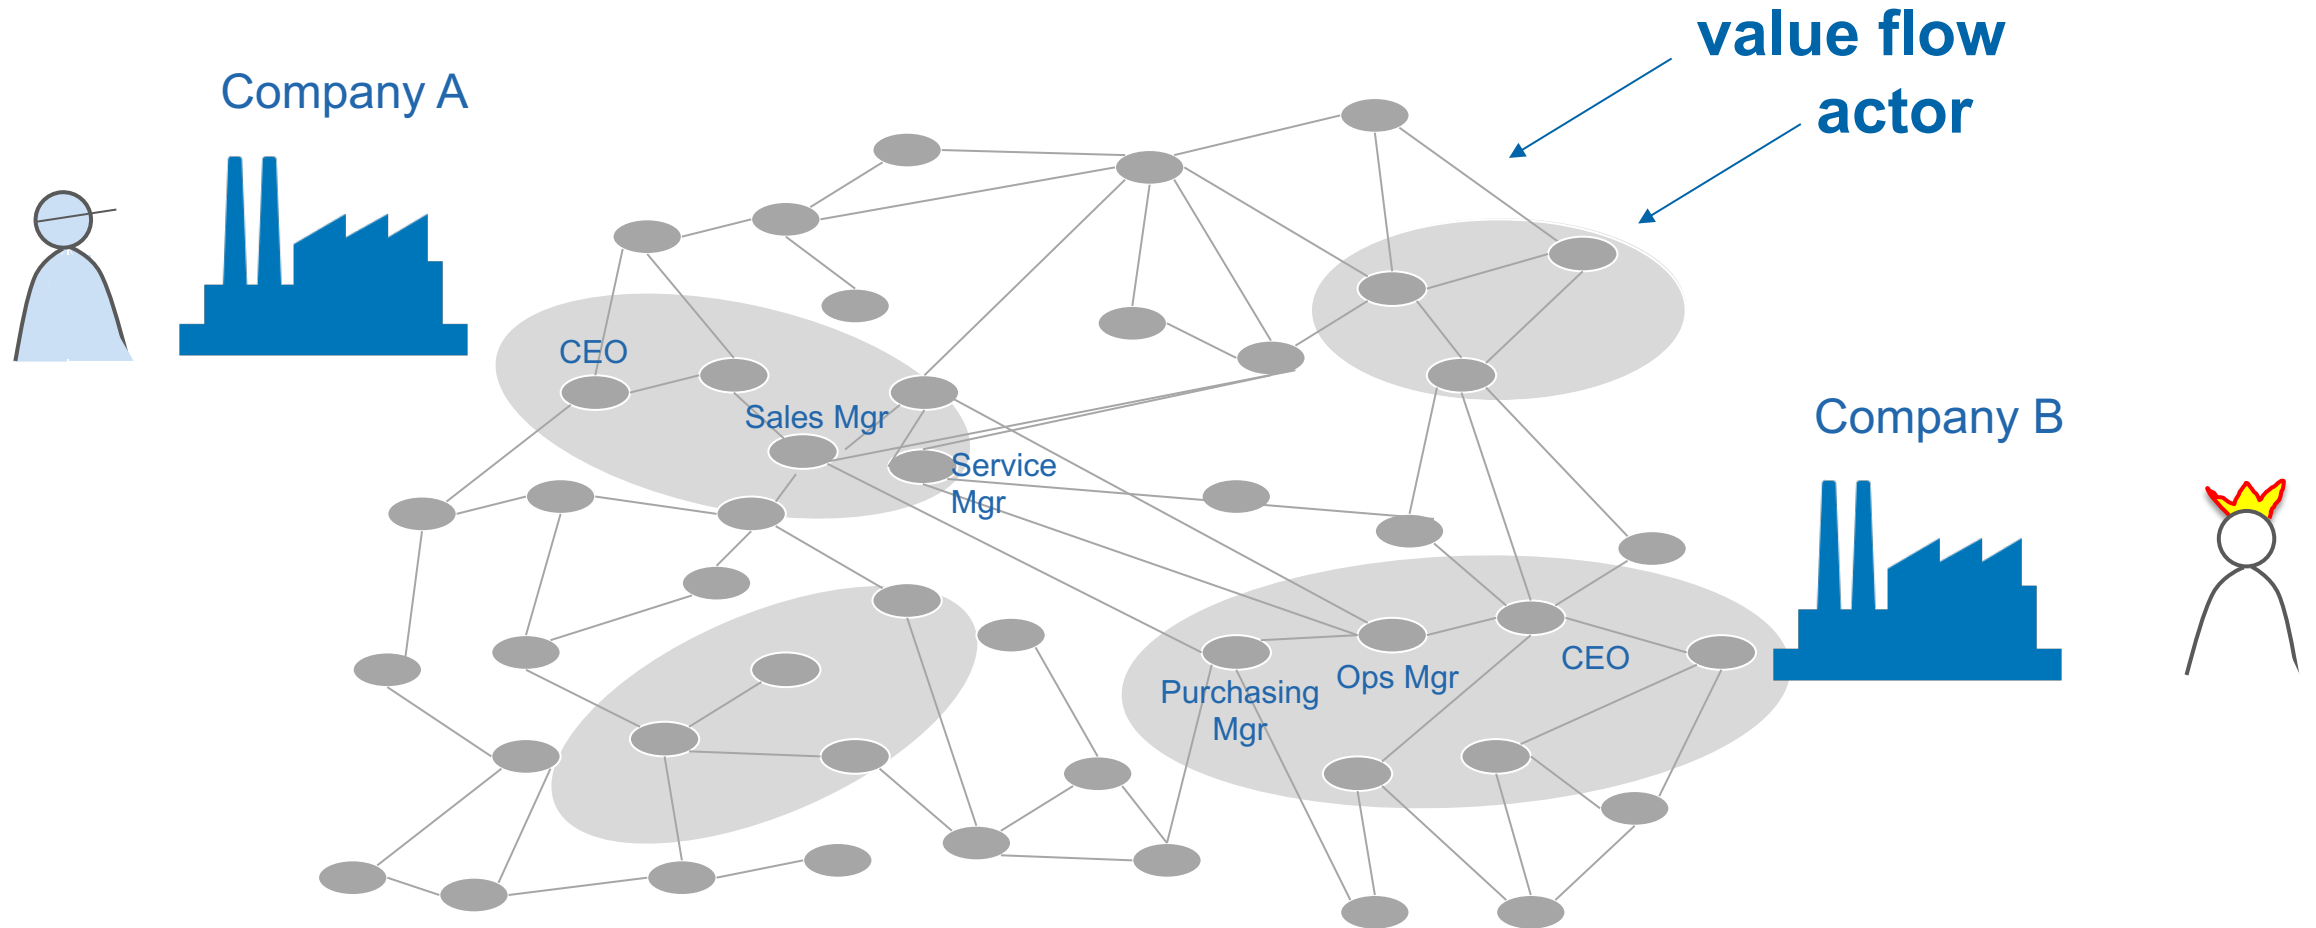 value flow
actor
Company A
CEO
Sales Mgr
Service
Mgr
Company B
CEO
Ops Mgr
Purchasing
Mgr